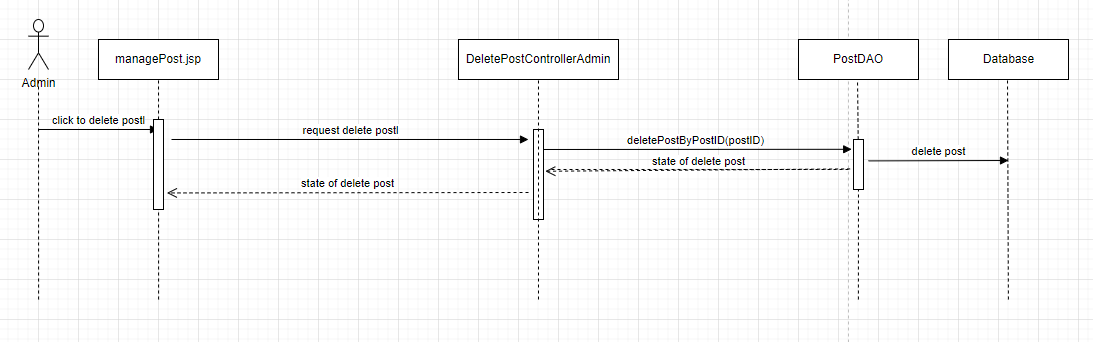 Admin
managePost.jsp
DeletePostControllerAdmin
PostDAO
Database
click to delete postl
request delete postl
deletePostByPostID(postID)
delete post
state of delete post
state of delete post